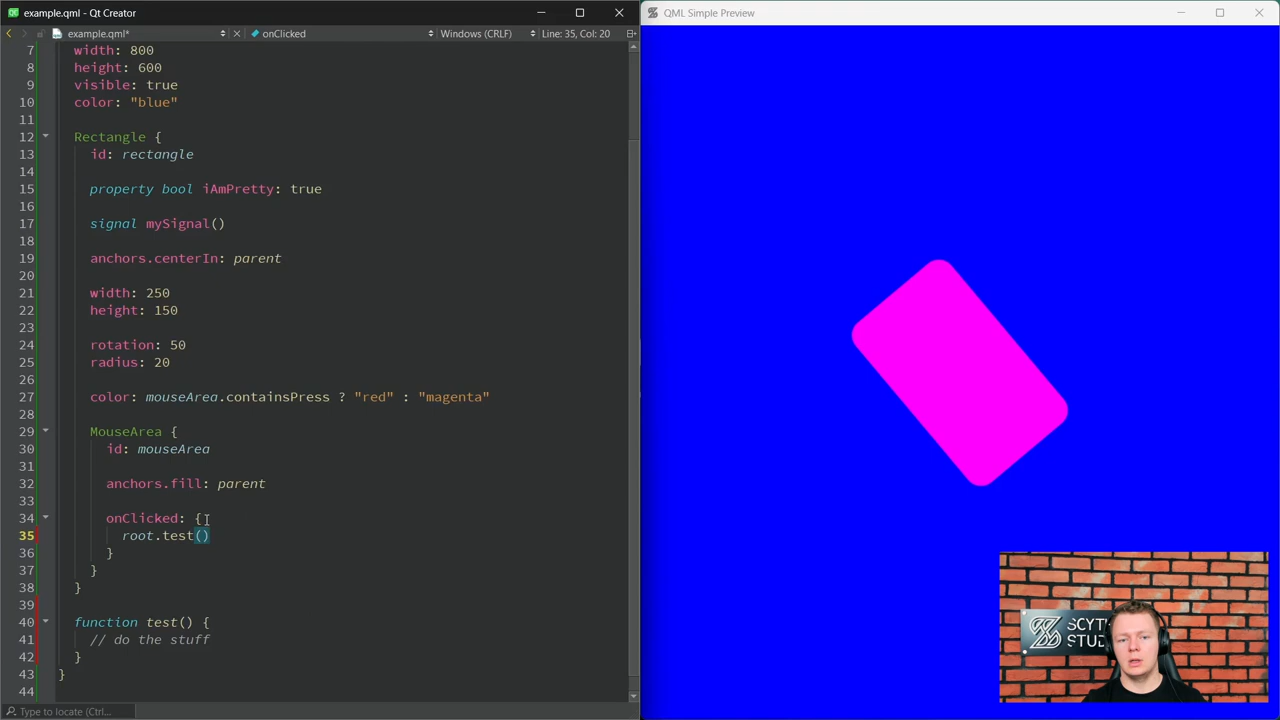 example.qml - Qt Creator
QML Simple Preview
example.qml*
onClicked
Windows (CRLF)
Line: 35, Col: 20
7 width: 800
8 height: 600
9 visible: true
10 color: "blue"
11
12 Rectangle {
13 id: rectangle
14
15 property bool iAmPretty: true
16
17 signal mySignal()
18
19 anchors.centerIn: parent
20
21 width: 250
22 height: 150
23
24 rotation: 50
25 radius: 20
26
27 color: mouseArea.containsPress ? "red" : "magenta"
28
29 MouseArea {
30 id: mouseArea
31
32 anchors.fill: parent
33
34 onClicked: {
35 root.test()
36 }
37 }
38 }
39
40 function test() {
41 // do the stuff
42 }
43 }
44
Type to locate (Ctrl...